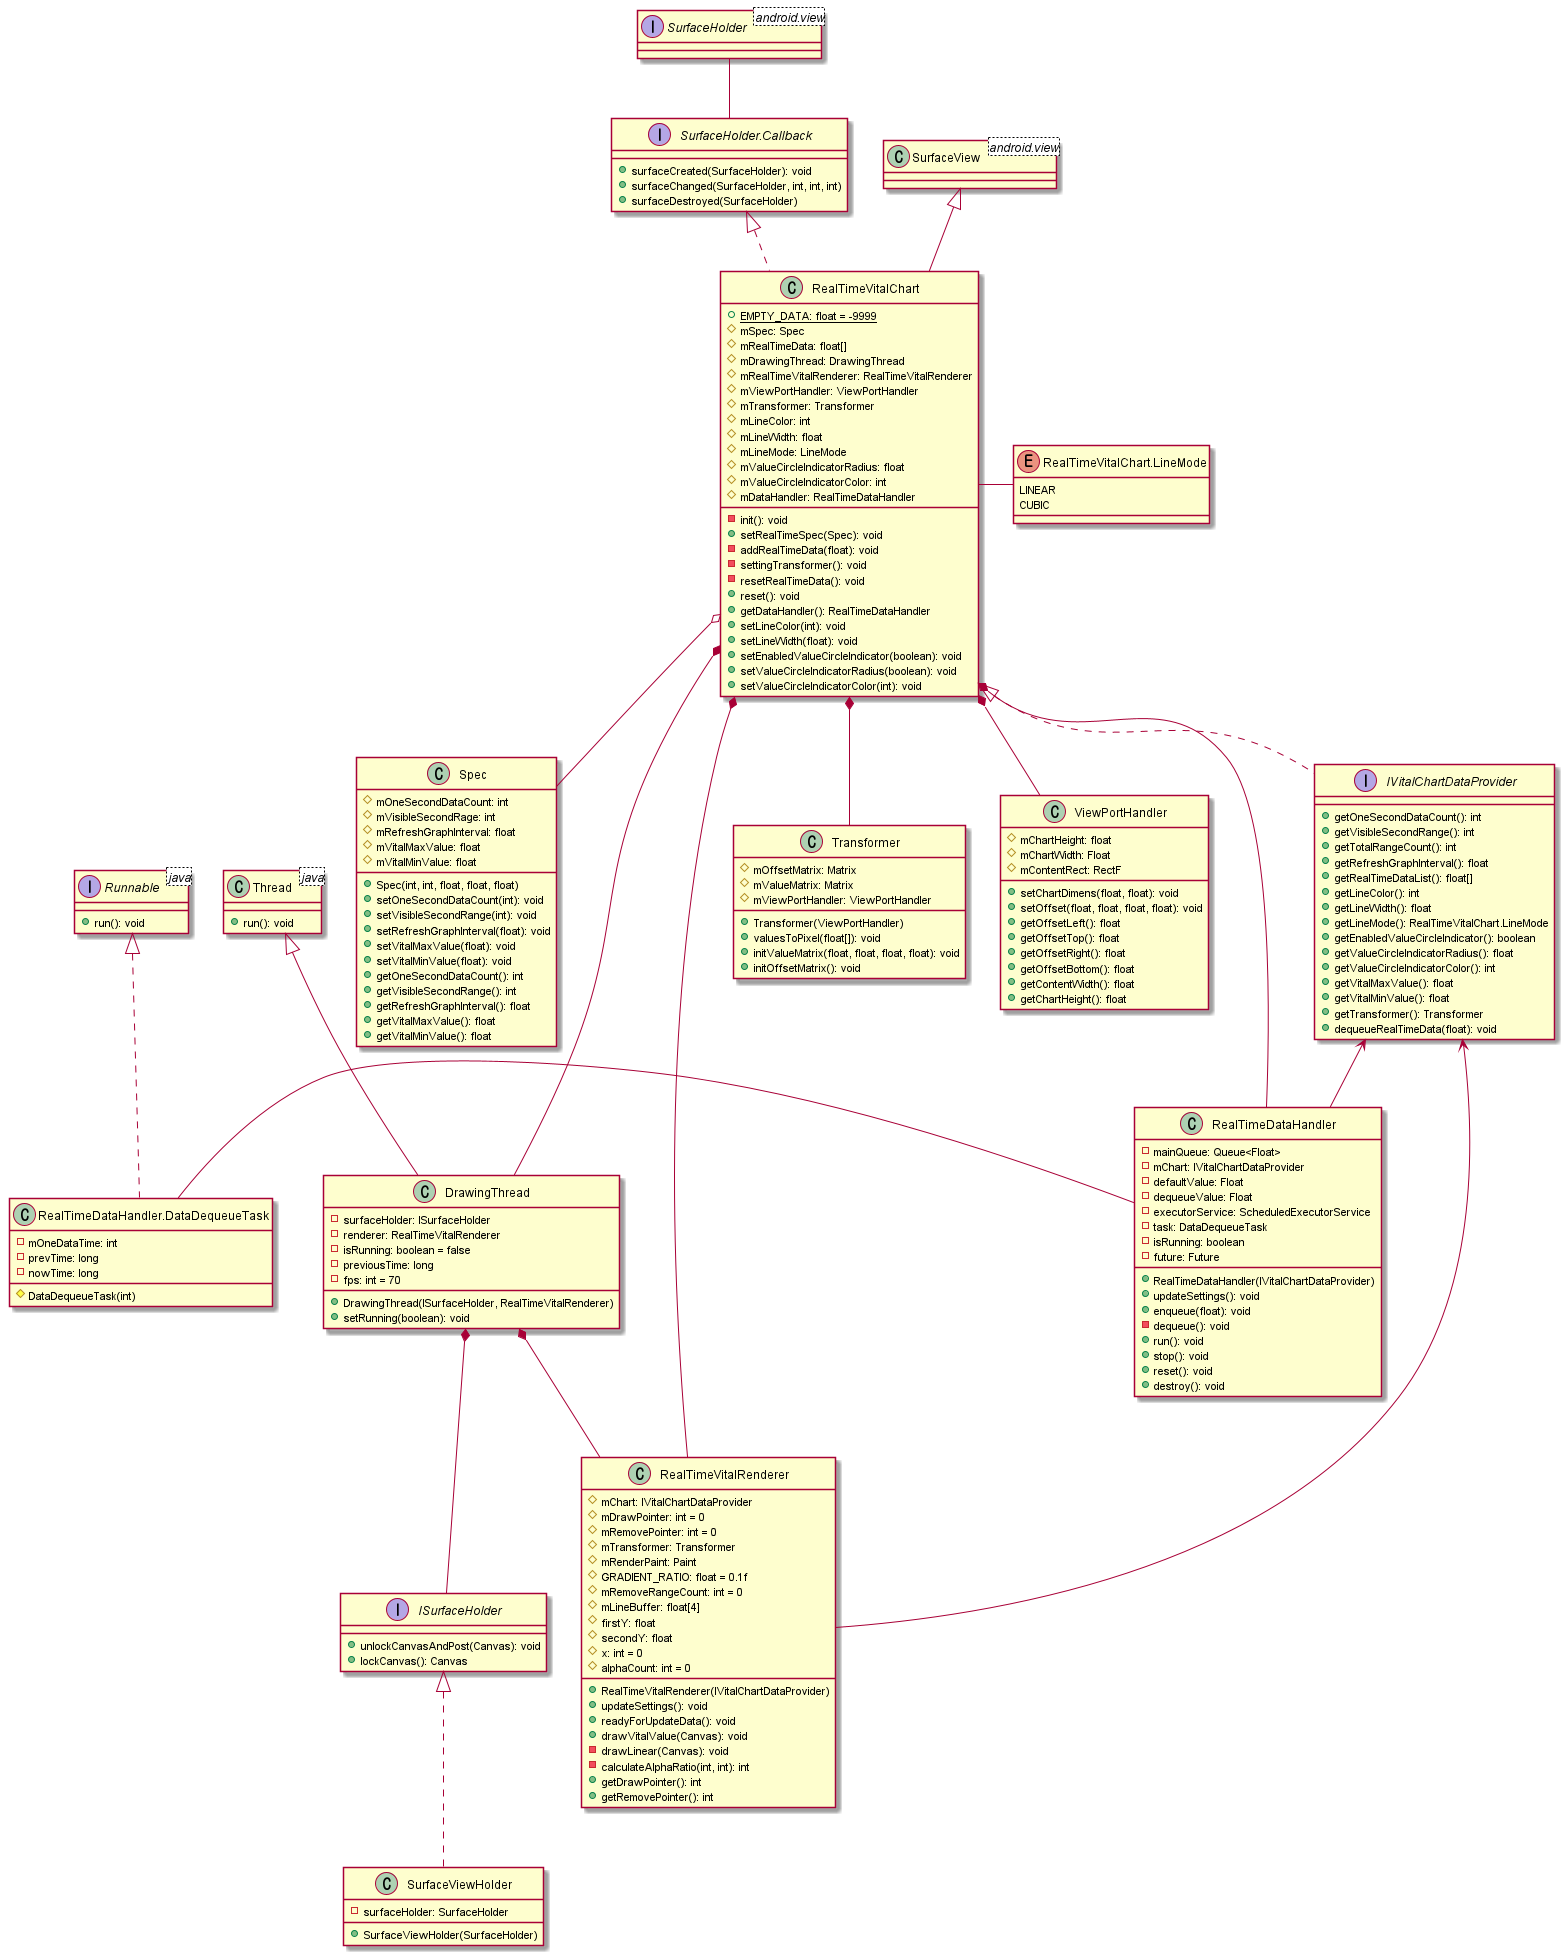 I SurfaceHolder android.view
I SurfaceHolder.Callback
surfaceCreated(SurfaceHolder): void
surfaceChanged(SurfaceHolder, int, int, int)
surfaceDestroyed(SurfaceHolder)
C SurfaceView android.view
C RealTimeVitalChart
EMPTY_DATA: float = -9999
mSpec: Spec
mRealTimeData: float[]
mDrawingThread: DrawingThread
mRealTimeVitalRenderer: RealTimeVitalRenderer
mViewPortHandler: ViewPortHandler
mTransformer: Transformer
mLineColor: int
mLineWidth: float
mLineMode: LineMode
mValueCircleIndicatorRadius: float
mValueCircleIndicatorColor: int
mDataHandler: RealTimeDataHandler
init(): void
setRealTimeSpec(Spec): void
addRealTimeData(float): void
settingTransformer(): void
resetRealTimeData(): void
reset(): void
getDataHandler(): RealTimeDataHandler
setLineColor(int): void
setLineWidth(float): void
setEnabledValueCircleIndicator(boolean): void
setValueCircleIndicatorRadius(boolean): void
setValueCircleIndicatorColor(int): void
E RealTimeVitalChart.LineMode
LINEAR
CUBIC
C Spec
mOneSecondDataCount: int
mVisibleSecondRage: int
mRefreshGraphInterval: float
mVitalMaxValue: float
mVitalMinValue: float
Spec(int, int, float, float, float)
setOneSecondDataCount(int): void
setVisibleSecondRange(int): void
setRefreshGraphInterval(float): void
setVitalMaxValue(float): void
setVitalMinValue(float): void
getOneSecondDataCount(): int
getVisibleSecondRange(): int
getRefreshGraphInterval(): float
getVitalMaxValue(): float
getVitalMinValue(): float
C Transformer
mOffsetMatrix: Matrix
mValueMatrix: Matrix
mViewPortHandler: ViewPortHandler
Transformer(ViewPortHandler)
valuesToPixel(float[]): void
initValueMatrix(float, float, float, float): void
initOffsetMatrix(): void
C ViewPortHandler
mChartHeight: float
mChartWidth: Float
mContentRect: RectF
setChartDimens(float, float): void
setOffset(float, float, float, float): void
getOffsetLeft(): float
getOffsetTop(): float
getOffsetRight(): float
getOffsetBottom(): float
getContentWidth(): float
getChartHeight(): float
I IVitalChartDataProvider
getOneSecondDataCount(): int
getVisibleSecondRange(): int
getTotalRangeCount(): int
getRefreshGraphInterval(): float
getRealTimeDataList(): float[]
getLineColor(): int
getLineWidth(): float
getLineMode(): RealTimeVitalChart.LineMode
getEnabledValueCircleIndicator(): boolean
getValueCircleIndicatorRadius(): float
getValueCircleIndicatorColor(): int
getVitalMaxValue(): float
getVitalMinValue(): float
getTransformer(): Transformer
dequeueRealTimeData(float): void
I Runnable java
run(): void
C Thread java
run(): void
C RealTimeDataHandler
mainQueue: Queue<Float>
mChart: IVitalChartDataProvider
defaultValue: Float
dequeueValue: Float
executorService: ScheduledExecutorService
task: DataDequeueTask
isRunning: boolean
future: Future
RealTimeDataHandler(IVitalChartDataProvider)
updateSettings(): void
enqueue(float): void
dequeue(): void
run(): void
stop(): void
reset(): void
destroy(): void
C RealTimeDataHandler.DataDequeueTask
mOneDataTime: int
prevTime: long
nowTime: long
DataDequeueTask(int)
C DrawingThread
surfaceHolder: ISurfaceHolder
renderer: RealTimeVitalRenderer
isRunning: boolean = false
previousTime: long
fps: int = 70
DrawingThread(ISurfaceHolder, RealTimeVitalRenderer)
setRunning(boolean): void
C RealTimeVitalRenderer
mChart: IVitalChartDataProvider
mDrawPointer: int = 0
mRemovePointer: int = 0
mTransformer: Transformer
mRenderPaint: Paint
GRADIENT_RATIO: float = 0.1f
mRemoveRangeCount: int = 0
mLineBuffer: float[4]
firstY: float
secondY: float
x: int = 0
alphaCount: int = 0
RealTimeVitalRenderer(IVitalChartDataProvider)
updateSettings(): void
readyForUpdateData(): void
drawVitalValue(Canvas): void
drawLinear(Canvas): void
calculateAlphaRatio(int, int): int
getDrawPointer(): int
getRemovePointer(): int
I ISurfaceHolder
unlockCanvasAndPost(Canvas): void
lockCanvas(): Canvas
C SurfaceViewHolder
surfaceHolder: SurfaceHolder
SurfaceViewHolder(SurfaceHolder)